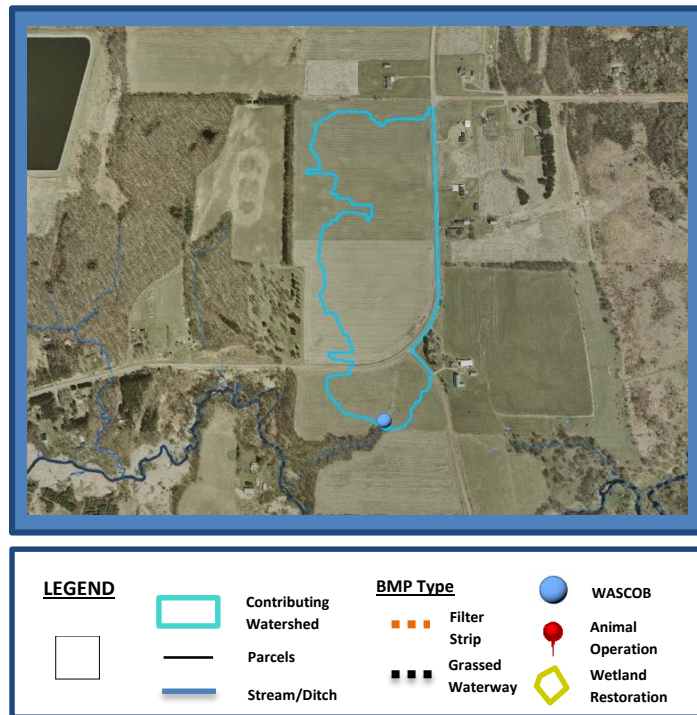 LEGEND
Contributing
Watershed
Parcels
Stream/Ditch
BMP Type
Filter
Strip
Grassed
Waterway
WASCOB
Animal
Operation
Wetland
Restoration